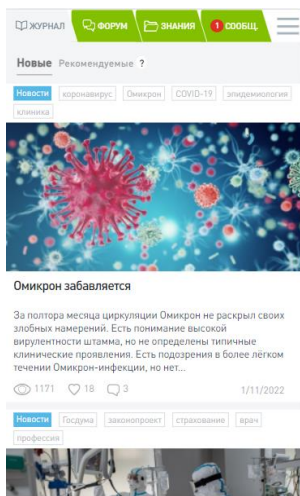 ЖУРНАЛ ФОРУМ ЗНАНИЯ 1 СООБЩ.
Новые Рекомендуемые ?
Новости коронавирус Омикрон COVID-19 эпидемиология
клиника
Омикрон забавляется
За полтора месяца циркуляции Омикрон не раскрыл своих
злобных намерений. Есть понимание высокой
вирулентности штамма, но не определены типичные
клинические проявления. Есть подозрения в более лёгком
течении Омикрон-инфекции, но нет...
1171 18 3 1/11/2022
Новости Госдума законопроект страхование врач
профессия